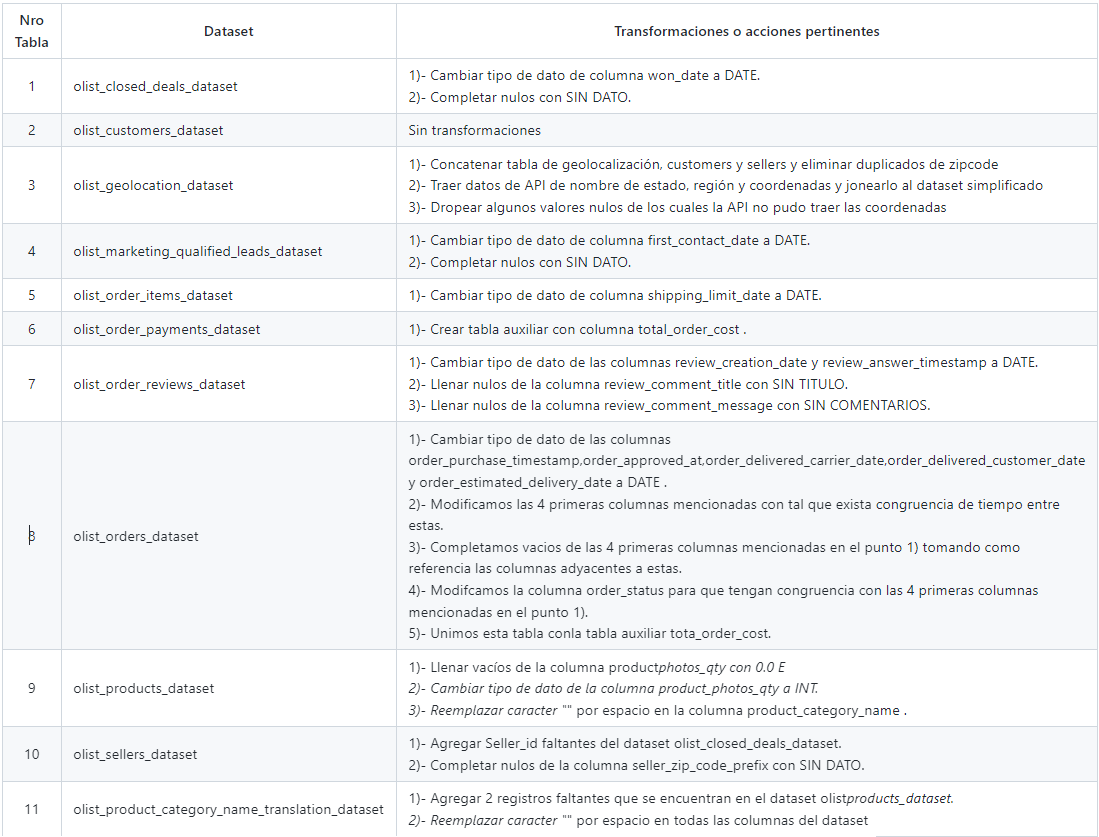 Nro
Tabla
Dataset
Transformaciones o acciones pertinentes
1
olist_closed_deals_dataset
1)- Cambiar tipo de dato de columna won_date a DATE.
2)- Completar nulos con SIN DATO.
2
olist_customers_dataset
Sin transformaciones
3
olist_geolocation_dataset
1)- Concatenar tabla de geolocalización, customers y sellers y eliminar duplicados de zipcode
2)- Traer datos de API de nombre de estado, región y coordenadas y jonearlo al dataset simplificado
3)- Dropear algunos valores nulos de los cuales la API no pudo traer las coordenadas
4
olist_marketing_qualified_leads_dataset
1)- Cambiar tipo de dato de columna first_contact_date a DATE.
2)- Completar nulos con SIN DATO.
5
olist_order_items_dataset
1)- Cambiar tipo de dato de columna shipping_limit_date a DATE.
6
olist_order_payments_dataset
1)- Crear tabla auxiliar con columna total_order_cost .
7
olist_order_reviews_dataset
1)- Cambiar tipo de dato de las columnas review_creation_date y review_answer_timestamp a DATE.
2)- Llenar nulos de la columna review_comment_title con SIN TITULO.
3)- Llenar nulos de la columna review_comment_message con SIN COMENTARIOS.
8
olist_orders_dataset
1)- Cambiar tipo de dato de las columnas
order_purchase_timestamp,order_approved_at,order_delivered_carrier_date,order_delivered_customer_date
y order_estimated_delivery_date a DATE .
2)- Modificamos las 4 primeras columnas mencionadas con tal que exista congruencia de tiempo entre
estas.
3)- Completamos vacios de las 4 primeras columnas mencionadas en el punto 1) tomando como
referencia las columnas adyacentes a estas.
4)- Modifcamos la columna order_status para que tengan congruencia con las 4 primeras columnas
mencionadas en el punto 1).
5)- Unimos esta tabla conla tabla auxiliar tota_order_cost.
9
olist_products_dataset
1)- Llenar vacíos de la columna productphotos_qty con 0.0 E
2)- Cambiar tipo de dato de la columna product_photos_qty a INT.
3)- Reemplazar caracter "" por espacio en la columna product_category_name .
10
olist_sellers_dataset
1)- Agregar Seller_id faltantes del dataset olist_closed_deals_dataset.
2)- Completar nulos de la columna seller_zip_code_prefix con SIN DATO.
11
olist_product_category_name_translation_dataset
1)- Agregar 2 registros faltantes que se encuentran en el dataset olistproducts_dataset.
2)- Reemplazar caracter "" por espacio en todas las columnas del dataset